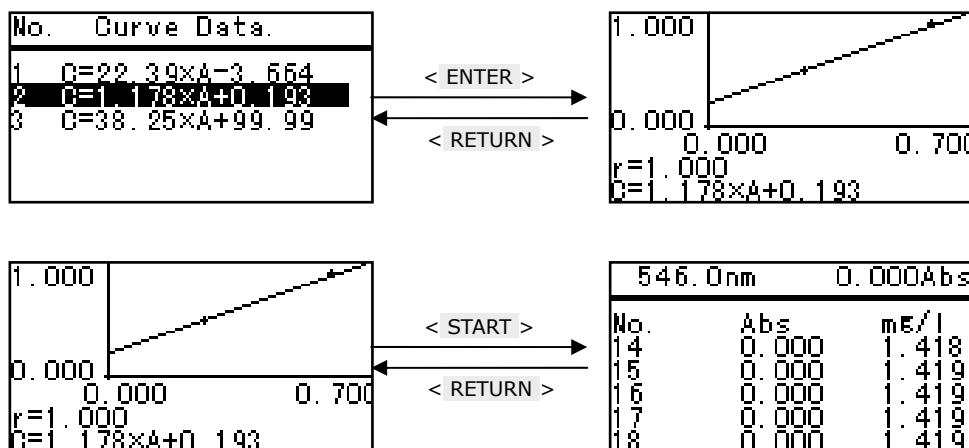 No. Curve Data.
1 C=22.39×A-3.664
2 C=1.178×A+0.193
3 C=38.25×A+99.99
< ENTER >
< RETURN >
1.000
0.000
0.000 0.700
r=1.000
C=1.178×A+0.193
1.000
0.000
0.000 0.700
r=1.000
C=1.178×A+0.193
< START >
< RETURN >
546.0nm 0.000Abs
No. Abs mE/l
14 0.000 1.418
15 0.000 1.419
16 0.000 1.419
17 0.000 1.419
18 0.000 1.419